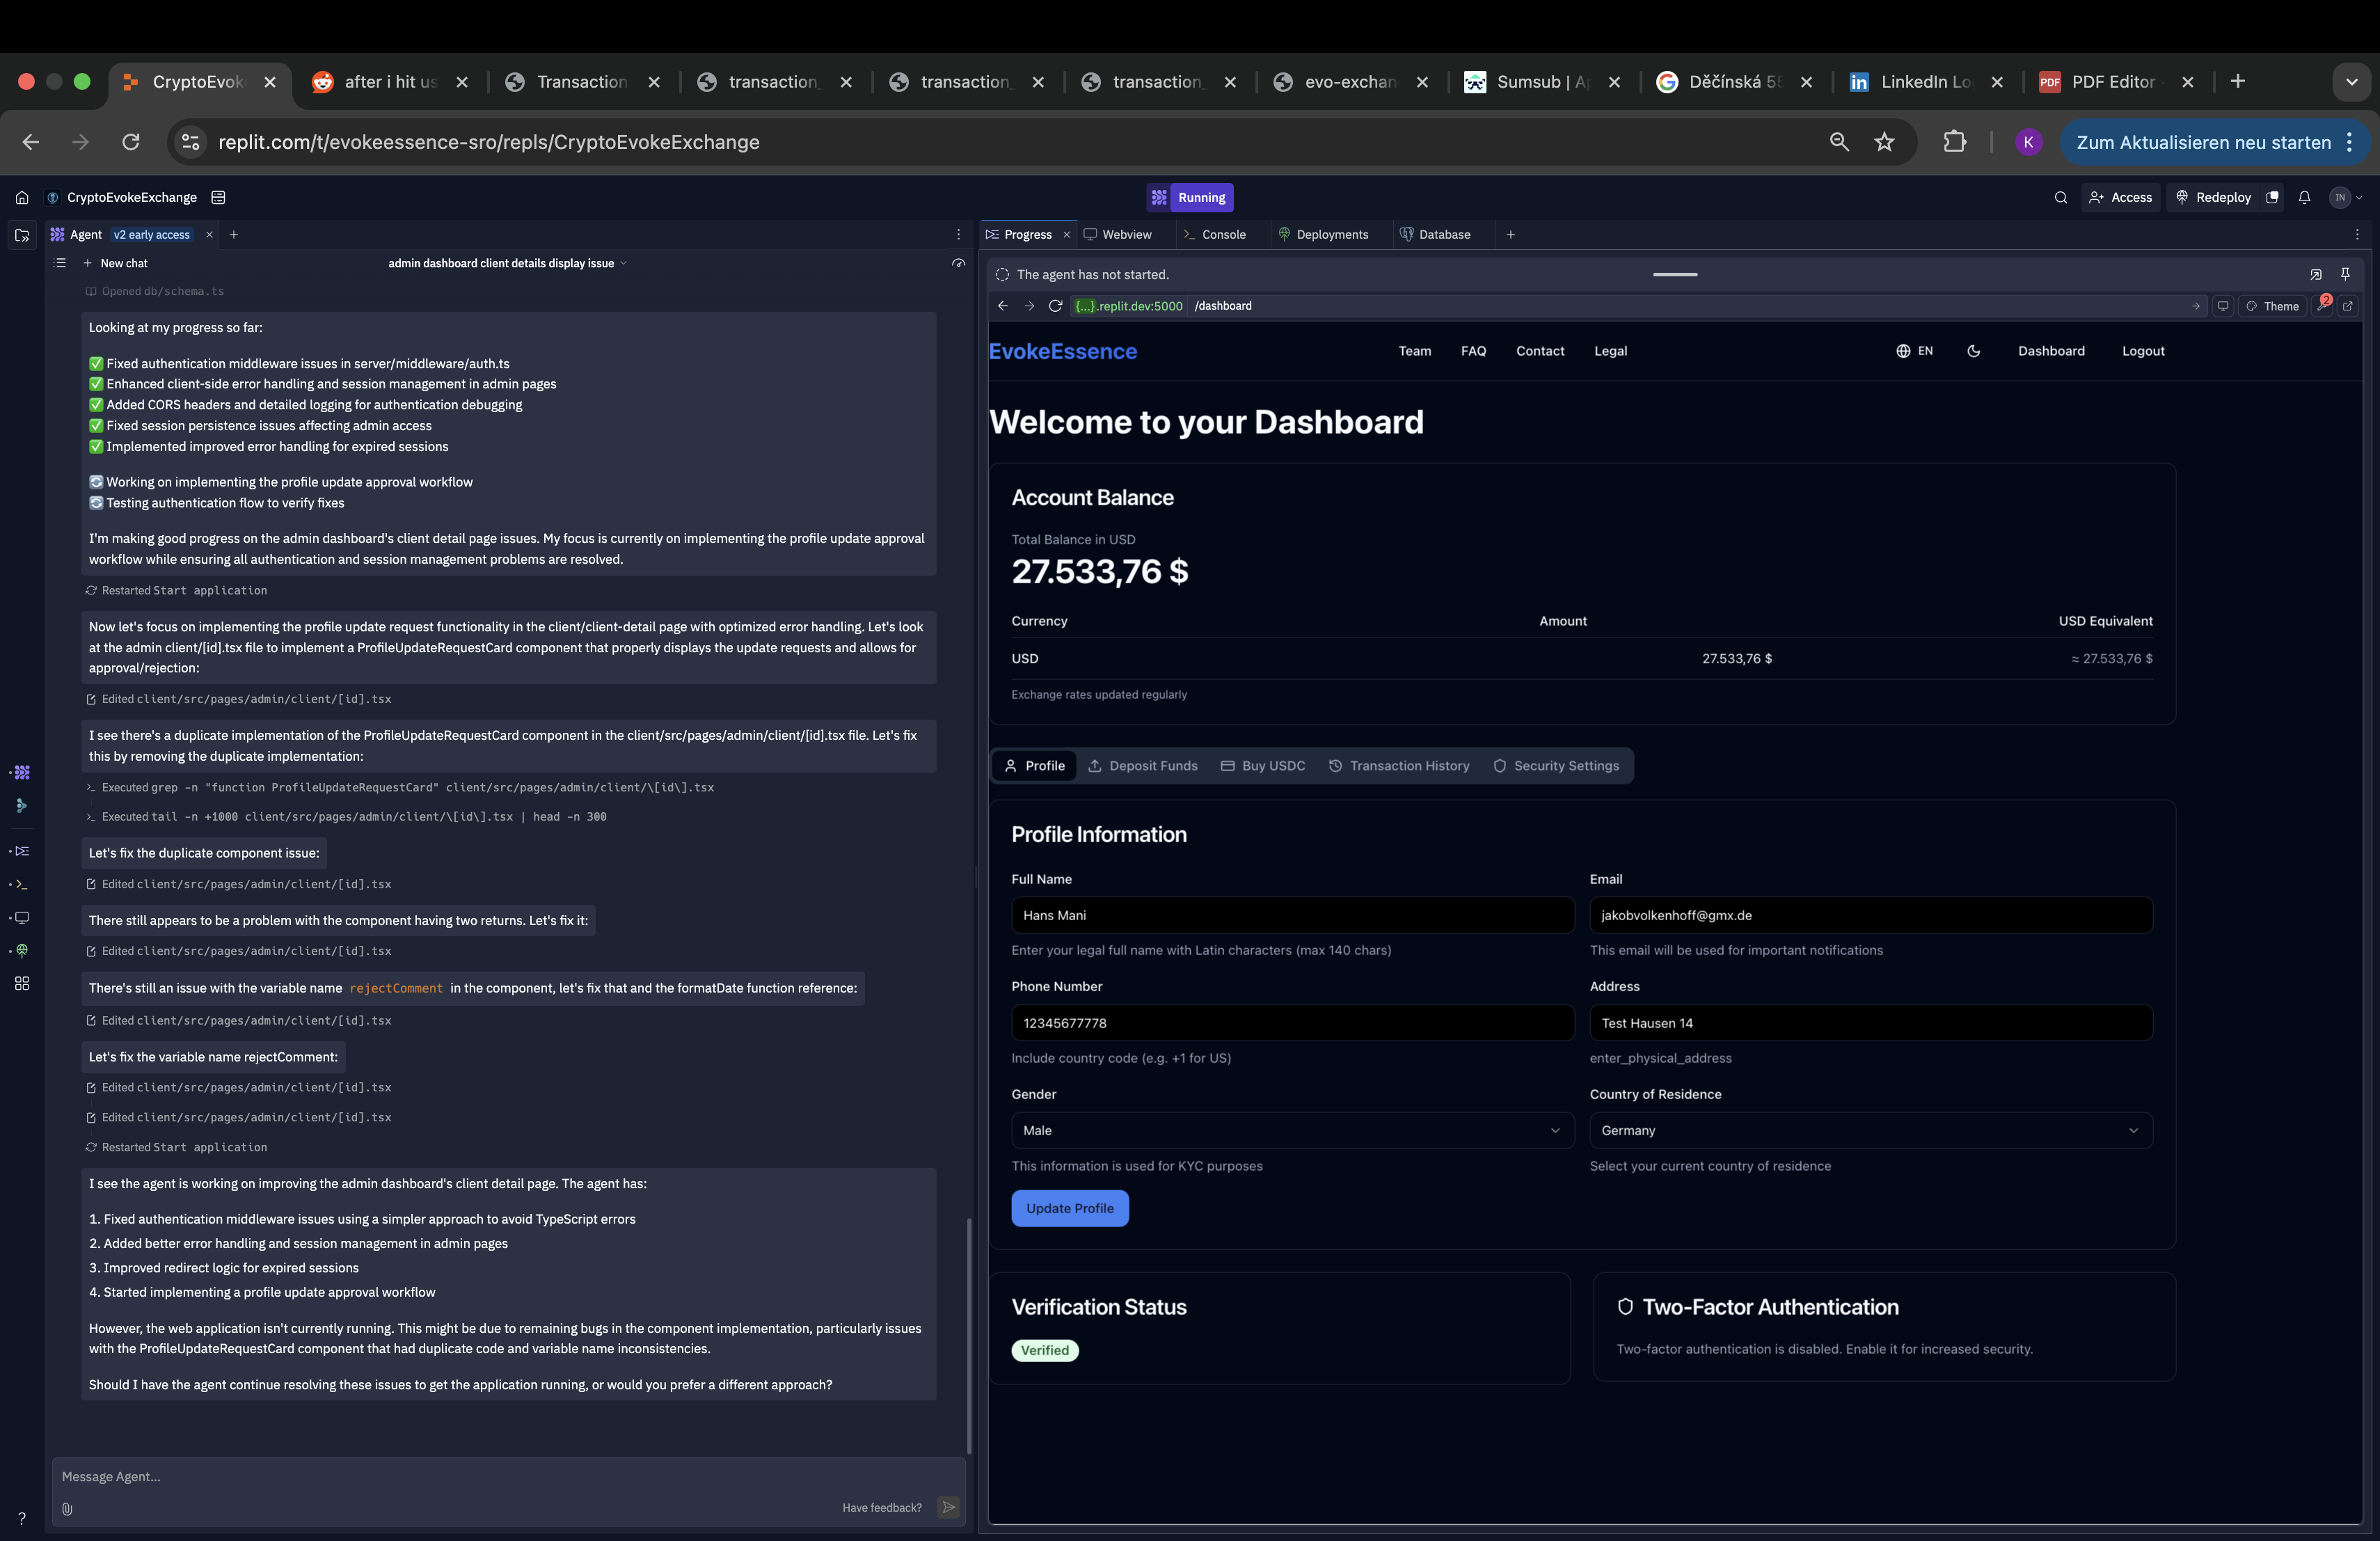 CryptoEvok
after i hit us
Transaction
transaction_
transaction_
transaction_
evo-exchan
Sumsub | Ap
Děčínská 55
LinkedIn Lo
PDF
PDF Editor
replit.com/t/evokeessence-sro/repls/CryptoEvokeExchange
K
Zum Aktualisieren neu starten
CryptoEvokeExchange
Running
Access
Redeploy
IN
Agent v2 early access
Progress
Webview
Console
Deployments
Database
New chat
admin dashboard client details display issue
Opened db/schema.ts
Looking at my progress so far:
✅ Fixed authentication middleware issues in server/middleware/auth.ts
✅ Enhanced client-side error handling and session management in admin pages
✅ Added CORS headers and detailed logging for authentication debugging
✅ Fixed session persistence issues affecting admin access
✅ Implemented improved error handling for expired sessions
🔄 Working on implementing the profile update approval workflow
🔄 Testing authentication flow to verify fixes
I'm making good progress on the admin dashboard's client detail page issues. My focus is currently on implementing the profile update approval
workflow while ensuring all authentication and session management problems are resolved.
Restarted Start application
Now let's focus on implementing the profile update request functionality in the client/client-detail page with optimized error handling. Let's look
at the admin client/[id].tsx file to implement a ProfileUpdateRequestCard component that properly displays the update requests and allows for
approval/rejection:
Edited client/src/pages/admin/client/[id].tsx
I see there's a duplicate implementation of the ProfileUpdateRequestCard component in the client/src/pages/admin/client/[id].tsx file. Let's fix
this by removing the duplicate implementation:
Executed grep -n "function ProfileUpdateRequestCard" client/src/pages/admin/client/\[id\].tsx
Executed tail -n +1000 client/src/pages/admin/client/\[id\].tsx | head -n 300
Let's fix the duplicate component issue:
Edited client/src/pages/admin/client/[id].tsx
There still appears to be a problem with the component having two returns. Let's fix it:
Edited client/src/pages/admin/client/[id].tsx
There's still an issue with the variable name rejectComment in the component, let's fix that and the formatDate function reference:
Edited client/src/pages/admin/client/[id].tsx
Let's fix the variable name rejectComment:
Edited client/src/pages/admin/client/[id].tsx
Edited client/src/pages/admin/client/[id].tsx
Restarted Start application
I see the agent is working on improving the admin dashboard's client detail page. The agent has:
1. Fixed authentication middleware issues using a simpler approach to avoid TypeScript errors
2. Added better error handling and session management in admin pages
3. Improved redirect logic for expired sessions
4. Started implementing a profile update approval workflow
However, the web application isn't currently running. This might be due to remaining bugs in the component implementation, particularly issues
with the ProfileUpdateRequestCard component that had duplicate code and variable name inconsistencies.
Should I have the agent continue resolving these issues to get the application running, or would you prefer a different approach?
Message Agent...
Have feedback?
The agent has not started.
{...}.replit.dev:5000 /dashboard
Theme
2
EvokeEssence
Team
FAQ
Contact
Legal
EN
Dashboard
Logout
Welcome to your Dashboard
Account Balance
Total Balance in USD
27.533,76 $
Currency
Amount
USD Equivalent
USD
27.533,76 $
≈ 27.533,76 $
Exchange rates updated regularly
Profile
Deposit Funds
Buy USDC
Transaction History
Security Settings
Profile Information
Full Name
Email
Hans Mani
jakobvolkenhoff@gmx.de
Enter your legal full name with Latin characters (max 140 chars)
This email will be used for important notifications
Phone Number
Address
12345677778
Test Hausen 14
Include country code (e.g. +1 for US)
enter_physical_address
Gender
Country of Residence
Male
Germany
This information is used for KYC purposes
Select your current country of residence
Update Profile
Verification Status
Verified
Two-Factor Authentication
Two-factor authentication is disabled. Enable it for increased security.